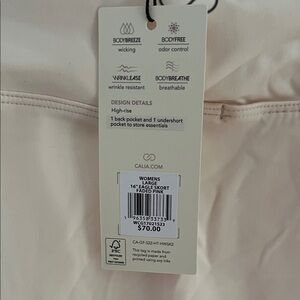 BODYBREEZE BODYFREE
wicking odor control
WRINKLEASE BODYBREATHE
wrinkle resistant breathable
DESIGN DETAILS
High-rise
1 back pocket and 1 undershort
pocket to store essentials
CALIA.COM
WOMENS
LARGE
16" EAGLE SKORT
FADED PINK
$70.00
FSC
This tag is made from
recycled paper and
printed using soy inks